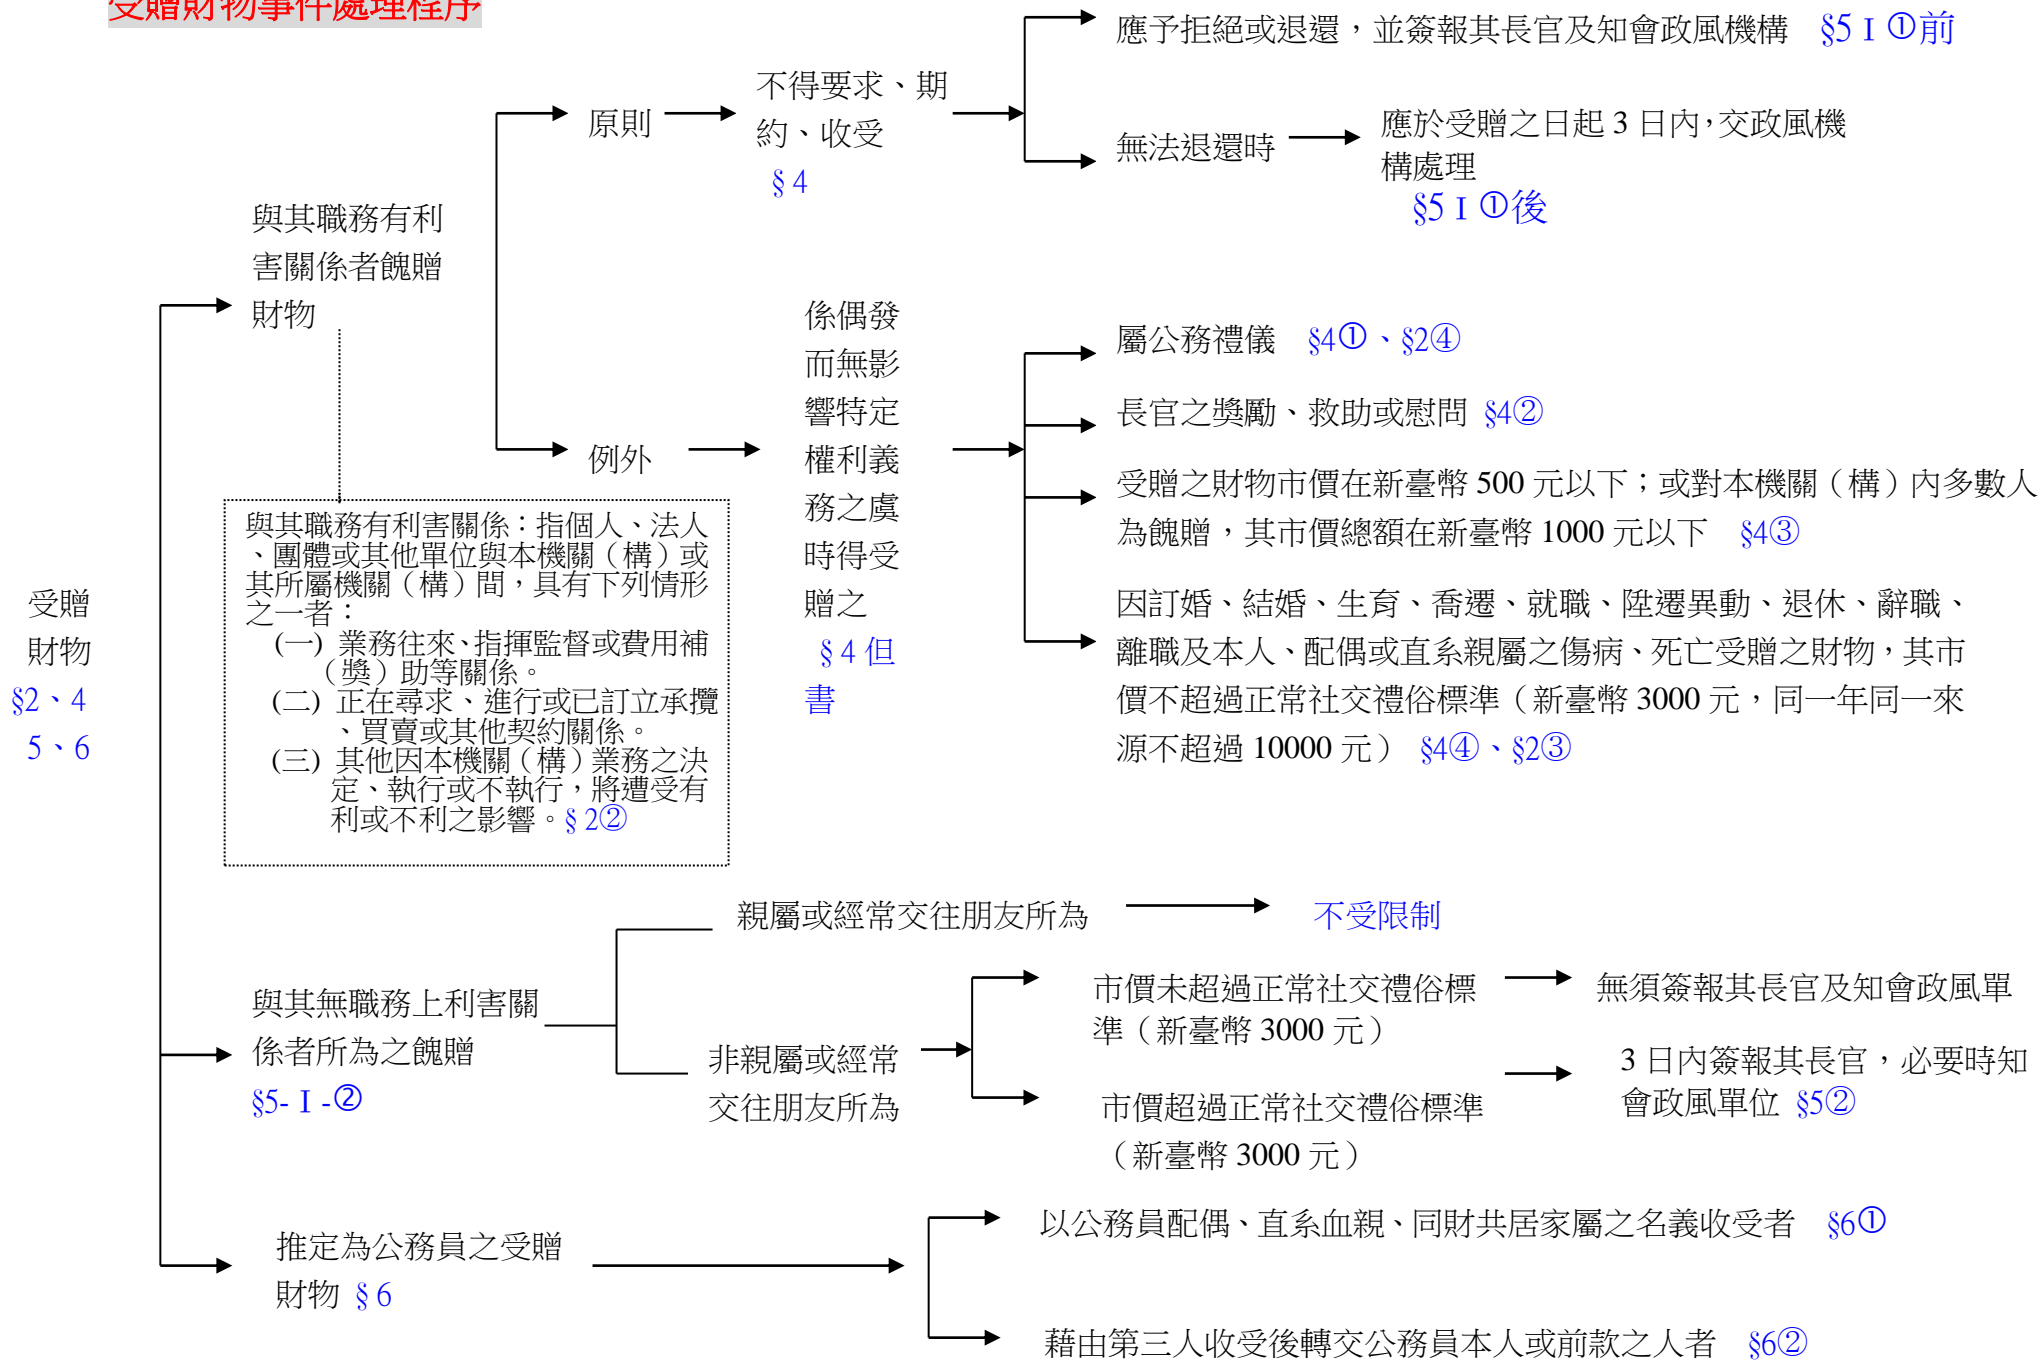 受贈財物事件處理程序
應予拒絕或退還，並簽報其長官及知會政風機構 §5 I ①前
原則
不得要求、期
約、收受
§4
無法退還時
應於受贈之日起 3 日內，交政風機
構處理
§5 I ①後
與其職務有利
害關係者餽贈
財物
例外
係偶發
而無影
響特定
權利義
務之虞
時得受
贈之
§4 但
書
屬公務禮儀 §4①、§2④
長官之獎勵、救助或慰問 §4②
受贈之財物市價在新臺幣 500 元以下；或對本機關（構）內多數人
為餽贈，其市價總額在新臺幣 1000 元以下 §4③
因訂婚、結婚、生育、喬遷、就職、陞遷異動、退休、辭職、
離職及本人、配偶或直系親屬之傷病、死亡受贈之財物，其市
價不超過正常社交禮俗標準（新臺幣 3000 元，同一年同一來
源不超過 10000 元） §4④、§2③
與其職務有利害關係：指個人、法人
、團體或其他單位與本機關（構）或
其所屬機關（構）間，具有下列情形
之一者：
(一) 業務往來、指揮監督或費用補
（獎）助等關係。
(二) 正在尋求、進行或已訂立承攬
、買賣或其他契約關係。
(三) 其他因本機關（構）業務之決
定、執行或不執行，將遭受有
利或不利之影響。§2②
受贈
財物
§2、4
5、6
親屬或經常交往朋友所為
不受限制
與其無職務上利害關
係者所為之餽贈
§5-Ⅰ-②
非親屬或經常
交往朋友所為
市價未超過正常社交禮俗標
準（新臺幣 3000 元）
無須簽報其長官及知會政風單
市價超過正常社交禮俗標準
（新臺幣 3000 元）
3 日內簽報其長官，必要時知
會政風單位 §5②
推定為公務員之受贈
財物 §6
以公務員配偶、直系血親、同財共居家屬之名義收受者 §6①
藉由第三人收受後轉交公務員本人或前款之人者 §6②